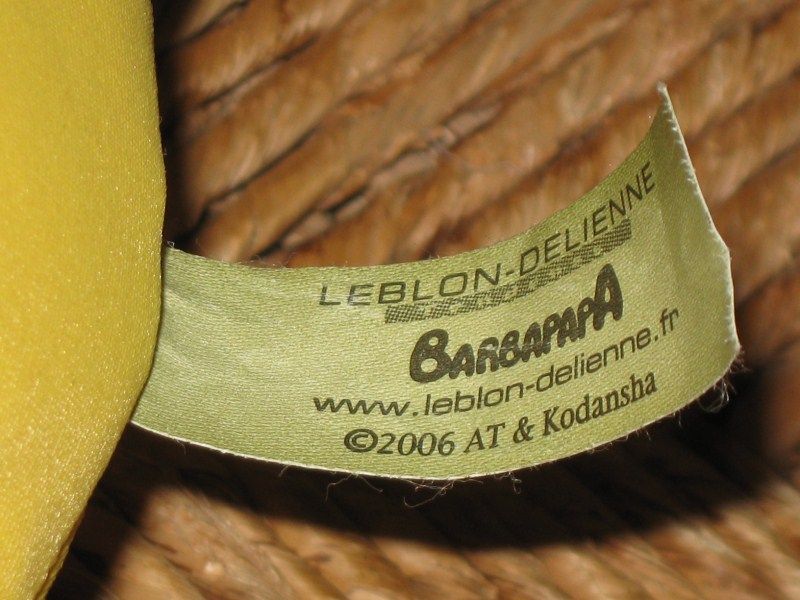 LEBLON-DELIENNE
BARBAPAPA
www.leblon-delienne.fr
©2006 AT & Kodansha